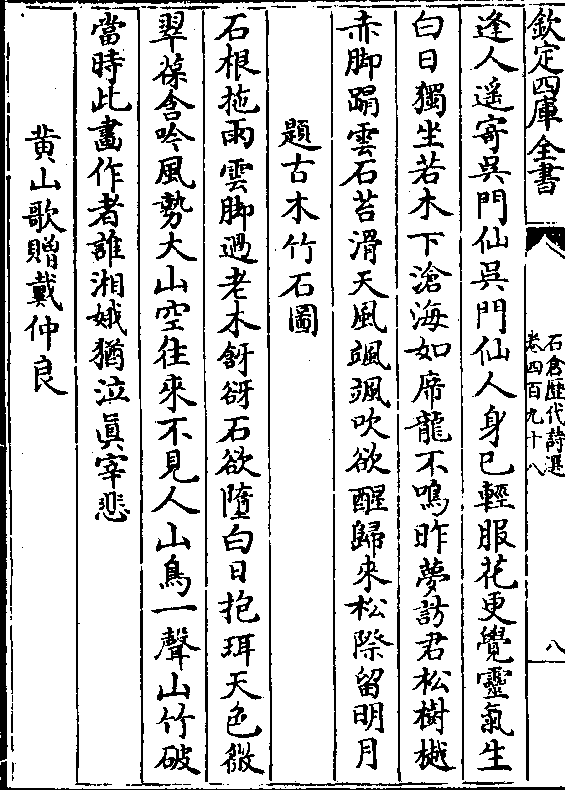 欽定四庫全書
石倉歷代詩選
卷四百九十八
八
逢人遥寄吳門仙吳門仙人身已輕服花更覺靈氣生
白日獨坐若木下滄海如席龍不鳴昨夢訪君松樹樾
赤脚蹋雲石苔滑天風颯颯吹欲醒歸來松際留明月
題古木竹石圖
石根拖雨雲脚過老木谺谺石欲墮白日抱珥天色微
翠葆含吟風勢大山空往來不見人山鳥一聲山竹破
當時此畫作者誰湘娥猶泣眞宰悲
黄山歌贈戴仲良